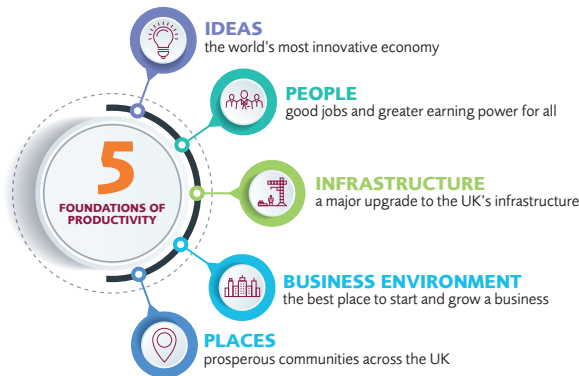 IDEAS
the world's most innovative economy
PEOPLE
good jobs and greater earning power for all
5
FOUNDATIONS OF
PRODUCTIVITY
INFRASTRUCTURE
a major upgrade to the UK's infrastructure
BUSINESS ENVIRONMENT
the best place to start and grow a business
PLACES
prosperous communities across the UK